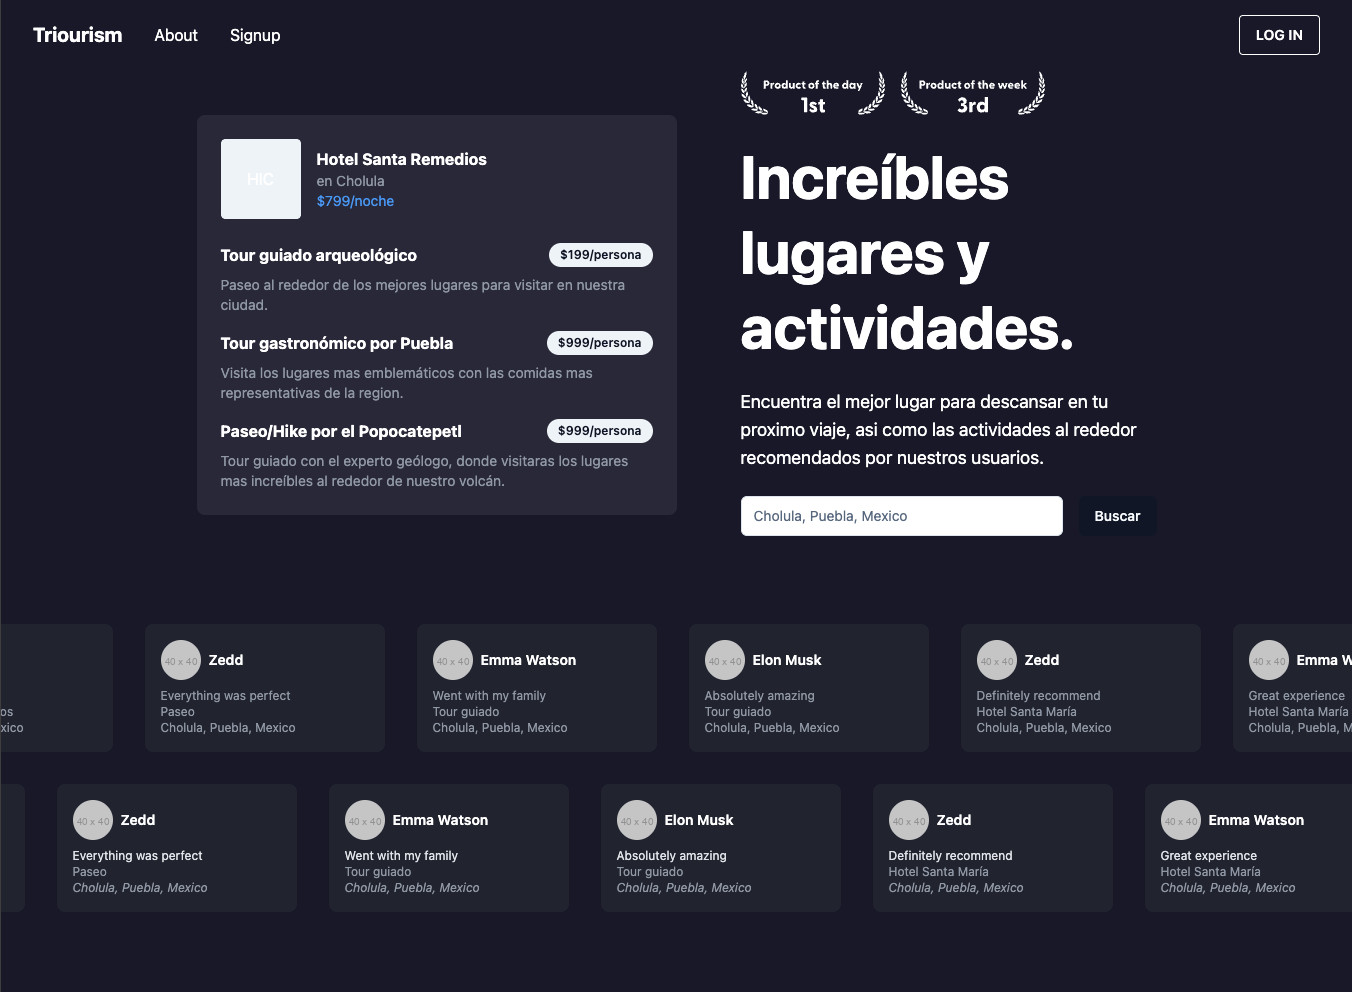 Triourism
About
Signup
LOG IN
Product of the day
1st
Product of the week
3rd
HIC
Hotel Santa Remedios
en Cholula
$799/noche
Tour guiado arqueológico
$199/persona
Paseo al rededor de los mejores lugares para visitar en nuestra
ciudad.
Tour gastronómico por Puebla
$999/persona
Visita los lugares mas emblemáticos con las comidas mas
representativas de la region.
Paseo/Hike por el Popocatepetl
$999/persona
Tour guiado con el experto geólogo, donde visitaras los lugares
mas increíbles al rededor de nuestro volcán.
Increíbles
lugares y
actividades.
Encuentra el mejor lugar para descansar en tu
proximo viaje, asi como las actividades al rededor
recomendados por nuestros usuarios.
Cholula, Puebla, Mexico
Buscar
os
xico
40 x 40
Zedd
Everything was perfect
Paseo
Cholula, Puebla, Mexico
40 x 40
Emma Watson
Went with my family
Tour guiado
Cholula, Puebla, Mexico
40 x 40
Elon Musk
Absolutely amazing
Tour guiado
Cholula, Puebla, Mexico
40 x 40
Zedd
Definitely recommend
Hotel Santa María
Cholula, Puebla, Mexico
40 x 40
Emma W
Great experience
Hotel Santa María
Cholula, Puebla, M
40 x 40
Zedd
Everything was perfect
Paseo
Cholula, Puebla, Mexico
40 x 40
Emma Watson
Went with my family
Tour guiado
Cholula, Puebla, Mexico
40 x 40
Elon Musk
Absolutely amazing
Tour guiado
Cholula, Puebla, Mexico
40 x 40
Zedd
Definitely recommend
Hotel Santa María
Cholula, Puebla, Mexico
40 x 40
Emma Watson
Great experience
Hotel Santa María
Cholula, Puebla, Mexico